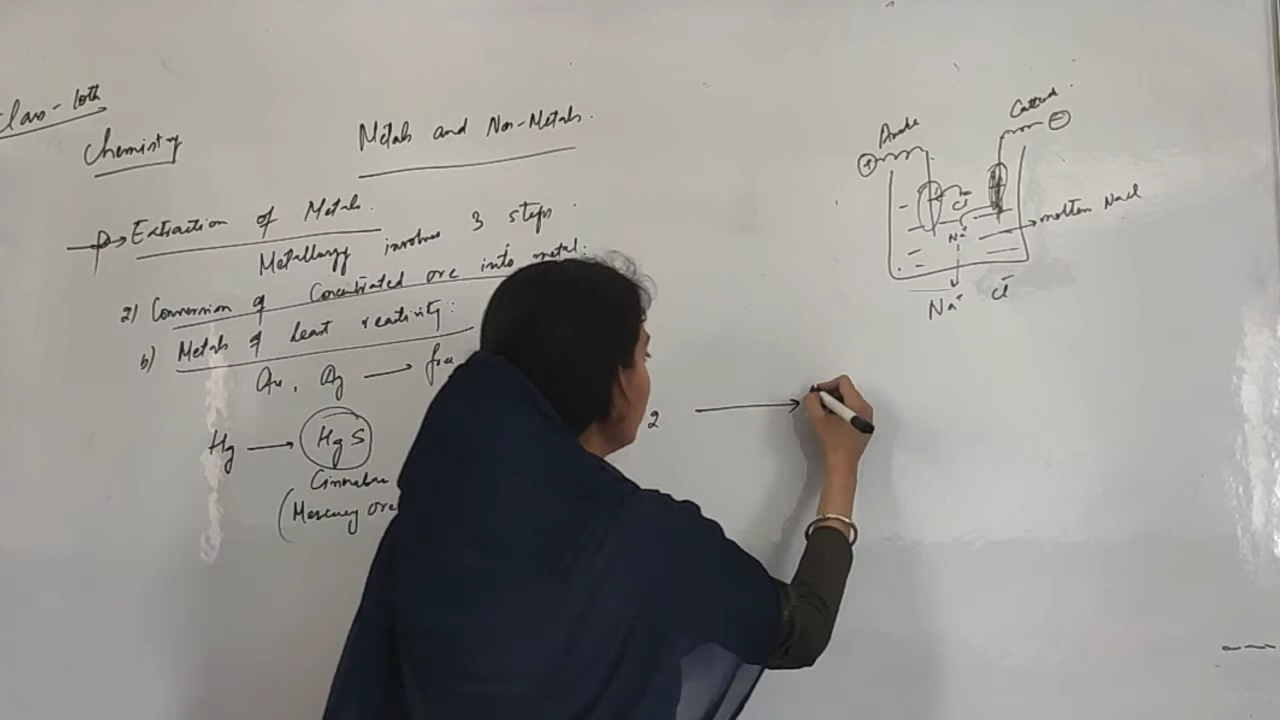 Class - 10th
Chemistry
Metals and Non-Metals.
Extraction of Metals.
Metallurgy involves 3 steps.
2) Conversion of Concentrated ore into metal:
b) Metals of least reactivity:
Au, Ag → free
Hg → HgS
Cinnabar
(Mercury ore
2 →
Anode
Cathode
+
-
Cl-
Na+
molten NaCl
Na+ Cl-